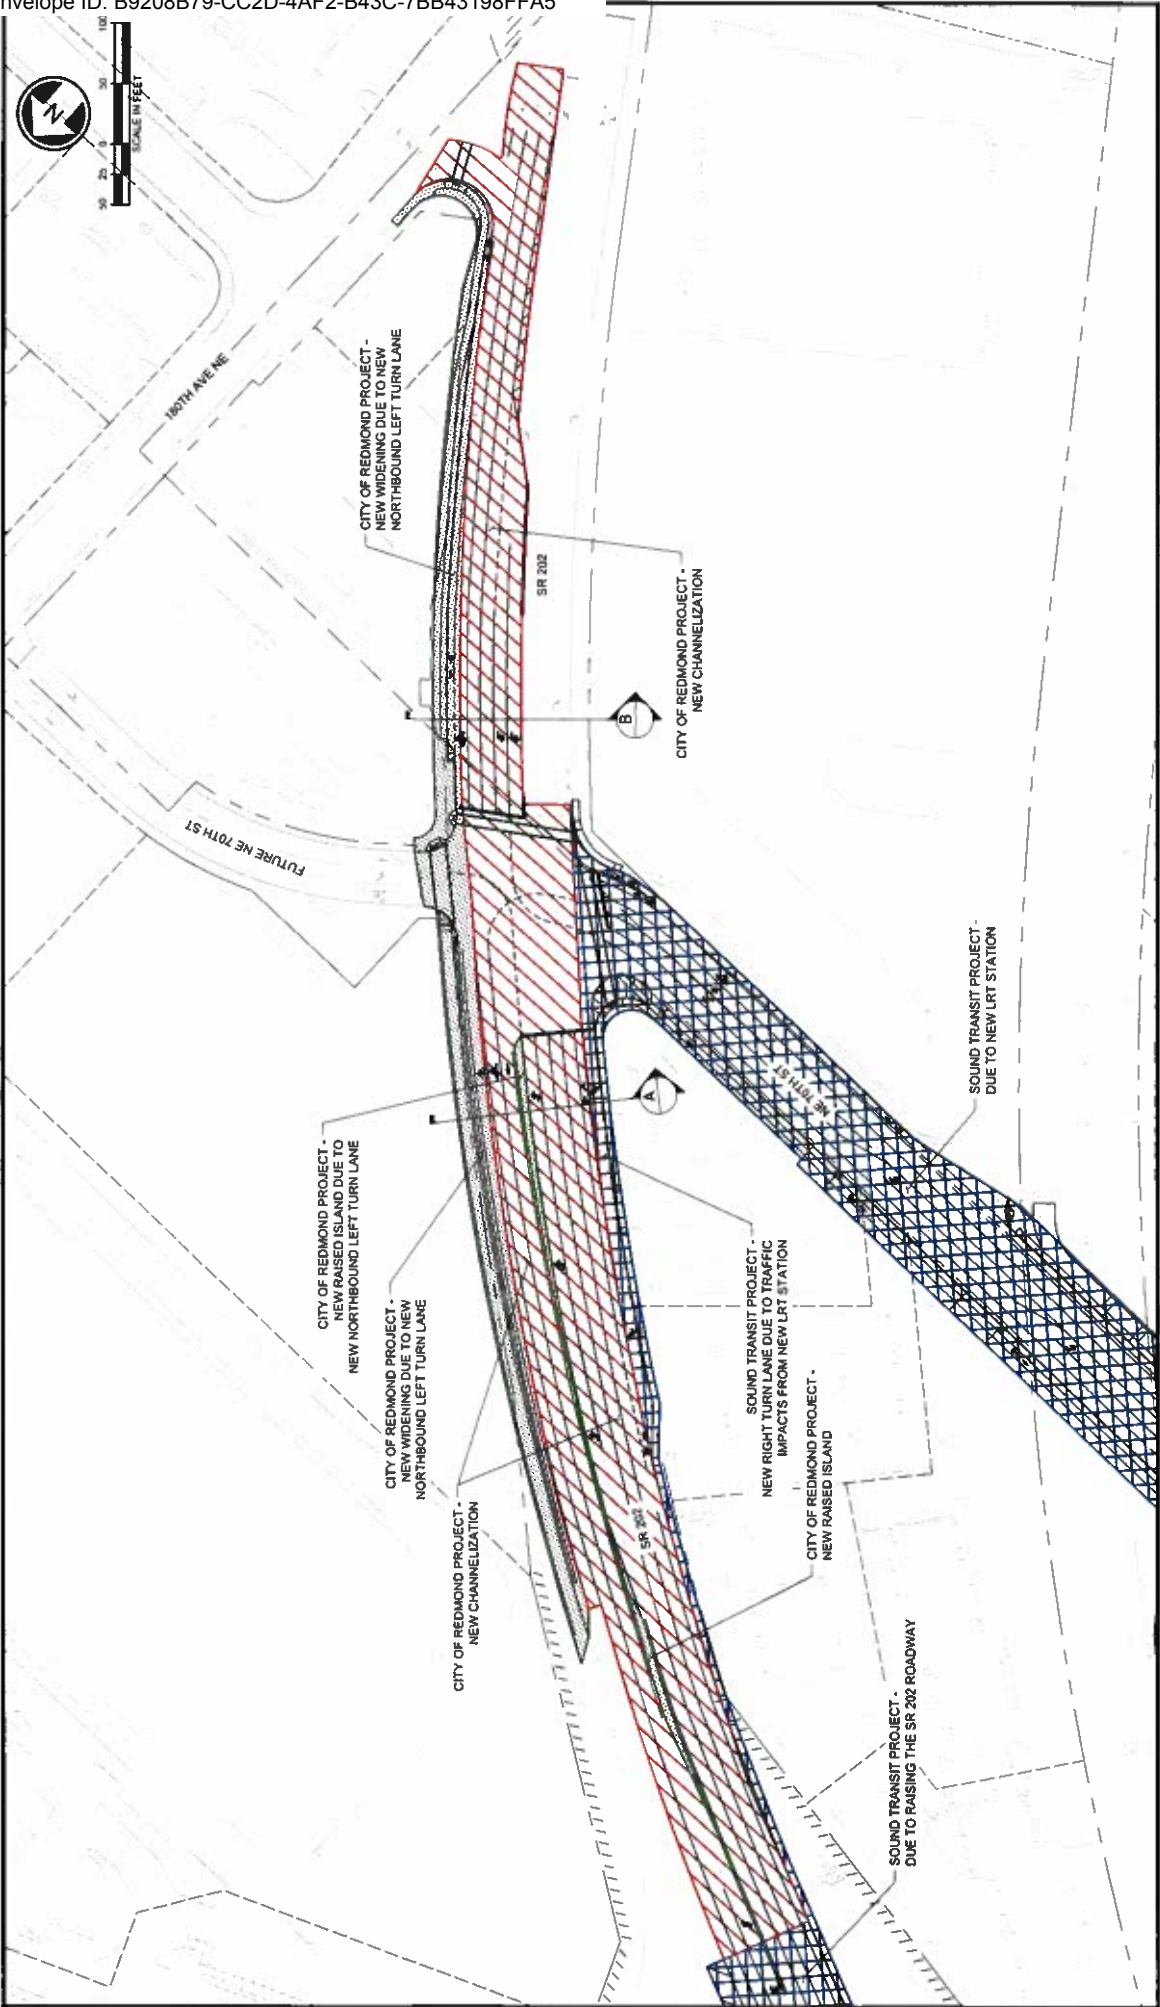 nvelope ID: B9208B79-CC2D-4AF2-B43C-7BB43198FFA5
N
50 25 0 50 100
SCALE IN FEET
180TH AVE NE
CITY OF REDMOND PROJECT -
NEW WIDENING DUE TO NEW
NORTHBOUND LEFT TURN LANE
SR 202
CITY OF REDMOND PROJECT -
NEW CHANNELIZATION
B
FUTURE NE 70TH ST
SOUND TRANSIT PROJECT -
DUE TO NEW LRT STATION
NE 70TH ST
A
CITY OF REDMOND PROJECT -
NEW RAISED ISLAND DUE TO
NEW NORTHBOUND LEFT TURN LANE
CITY OF REDMOND PROJECT -
NEW WIDENING DUE TO NEW
NORTHBOUND LEFT TURN LANE
SOUND TRANSIT PROJECT -
NEW RIGHT TURN LANE DUE TO TRAFFIC
IMPACTS FROM NEW LRT STATION
CITY OF REDMOND PROJECT -
NEW RAISED ISLAND
CITY OF REDMOND PROJECT -
NEW CHANNELIZATION
SR 202
SOUND TRANSIT PROJECT -
DUE TO RAISING THE SR 202 ROADWAY